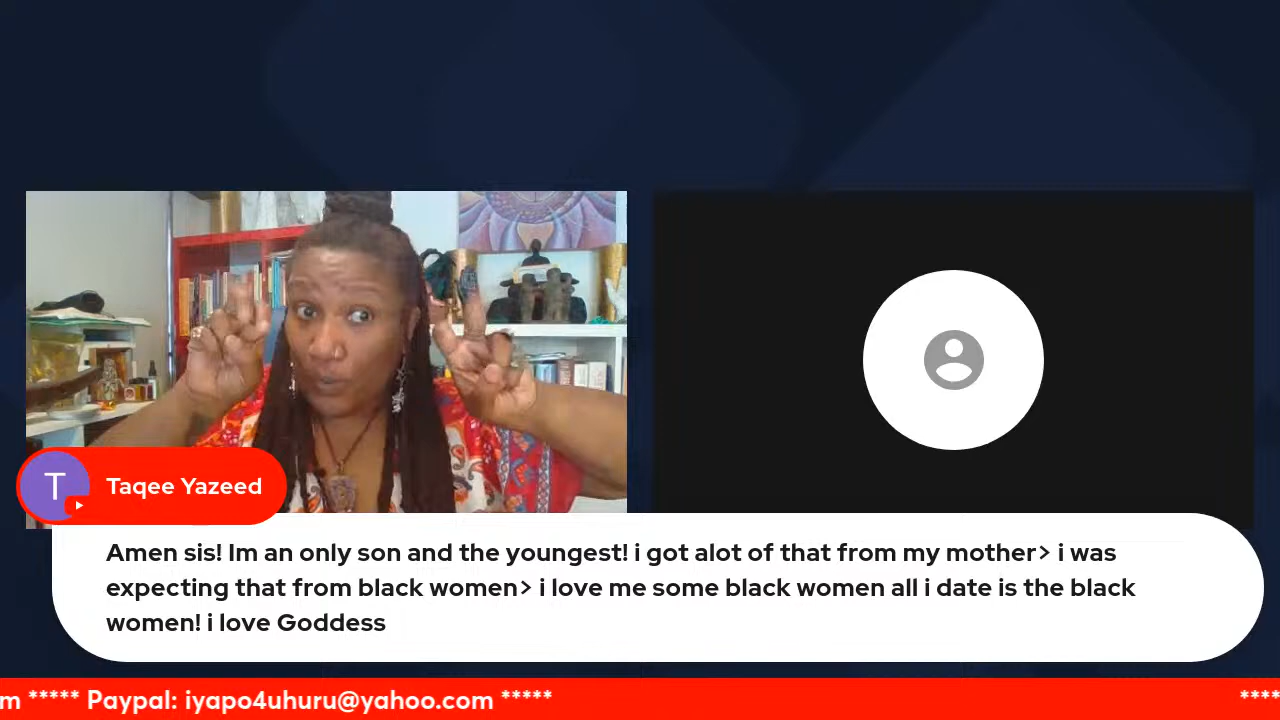 T
Taqee Yazeed
Amen sis! Im an only son and the youngest! i got alot of that from my mother> i was
expecting that from black women> i love me some black women all i date is the black
women! i love Goddess
m ***** Paypal: iyapo4uhuru@yahoo.com ***** ****